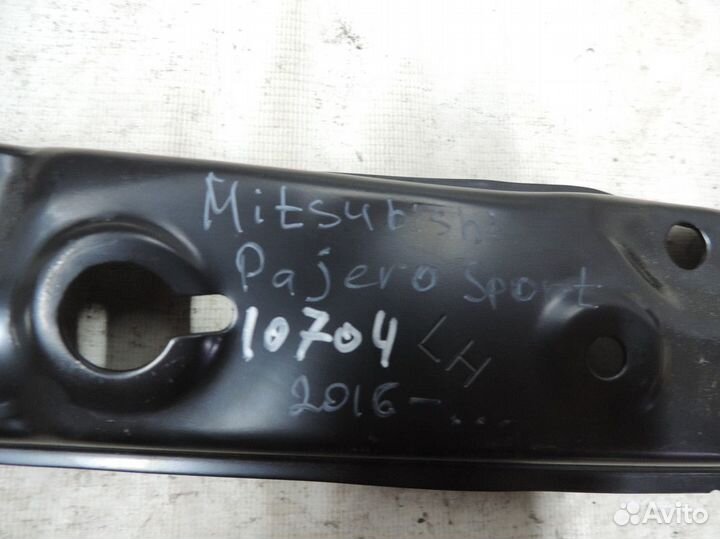 Mitsubishi
Pajero Sport
10704 LH
2016-...
Avito